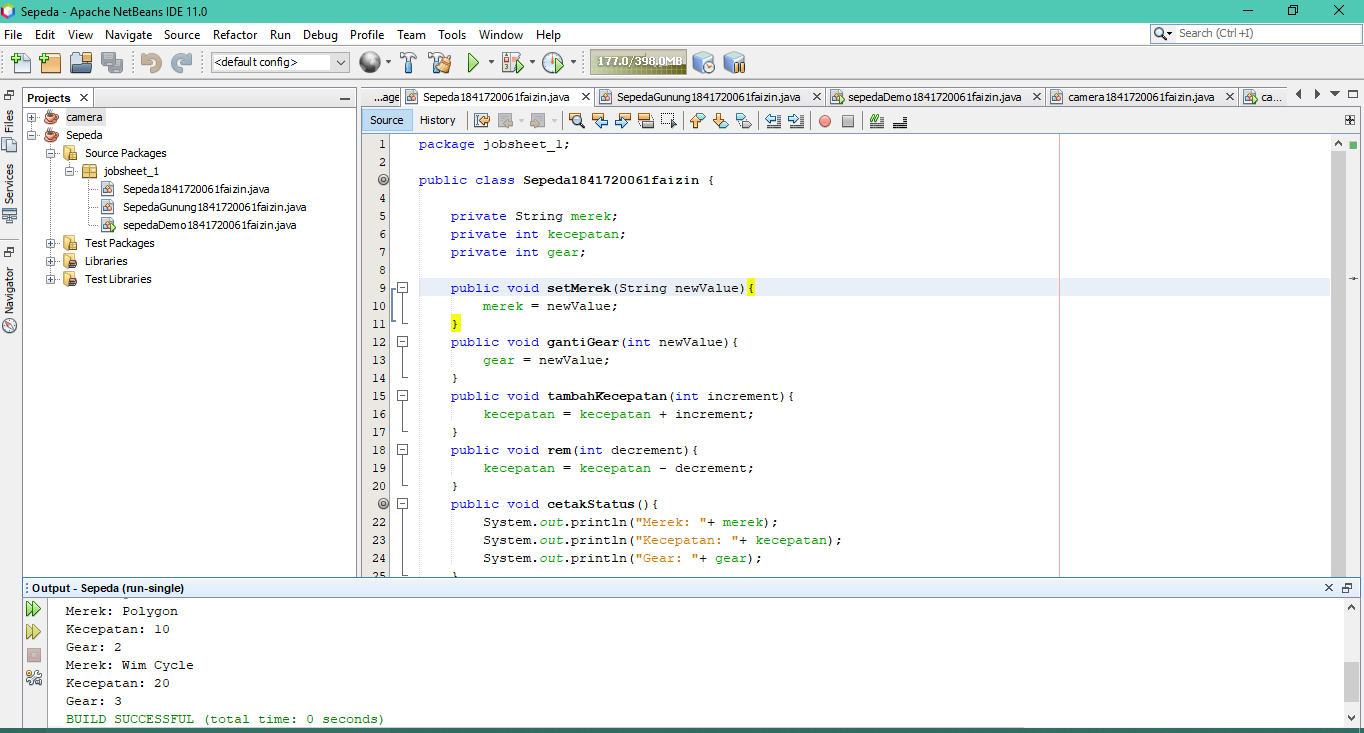 Sepeda - Apache NetBeans IDE 11.0
File Edit View Navigate Source Refactor Run Debug Profile Team Tools Window Help
Search (Ctrl+I)
<default config>
177.0/398.0MB
Projects
...age
Sepeda1841720061faizin.java
SepedaGunung1841720061faizin.java
sepedaDemo1841720061faizin.java
camera1841720061faizin.java
ca...
Files
Services
Navigator
camera
Sepeda
Source Packages
jobsheet_1
Sepeda1841720061faizin.java
SepedaGunung1841720061faizin.java
sepedaDemo1841720061faizin.java
Test Packages
Libraries
Test Libraries
Source History
1 package jobsheet_1;
2
public class Sepeda1841720061faizin {
4
5 private String merek;
6 private int kecepatan;
7 private int gear;
8
9 public void setMerek(String newValue){
10 merek = newValue;
11 }
12 public void gantiGear(int newValue){
13 gear = newValue;
14 }
15 public void tambahKecepatan(int increment){
16 kecepatan = kecepatan + increment;
17 }
18 public void rem(int decrement){
19 kecepatan = kecepatan - decrement;
20 }
public void cetakStatus(){
22 System.out.println("Merek: "+ merek);
23 System.out.println("Kecepatan: "+ kecepatan);
24 System.out.println("Gear: "+ gear);
25 }
Output - Sepeda (run-single)
Merek: Polygon
Kecepatan: 10
Gear: 2
Merek: Wim Cycle
Kecepatan: 20
Gear: 3
BUILD SUCCESSFUL (total time: 0 seconds)